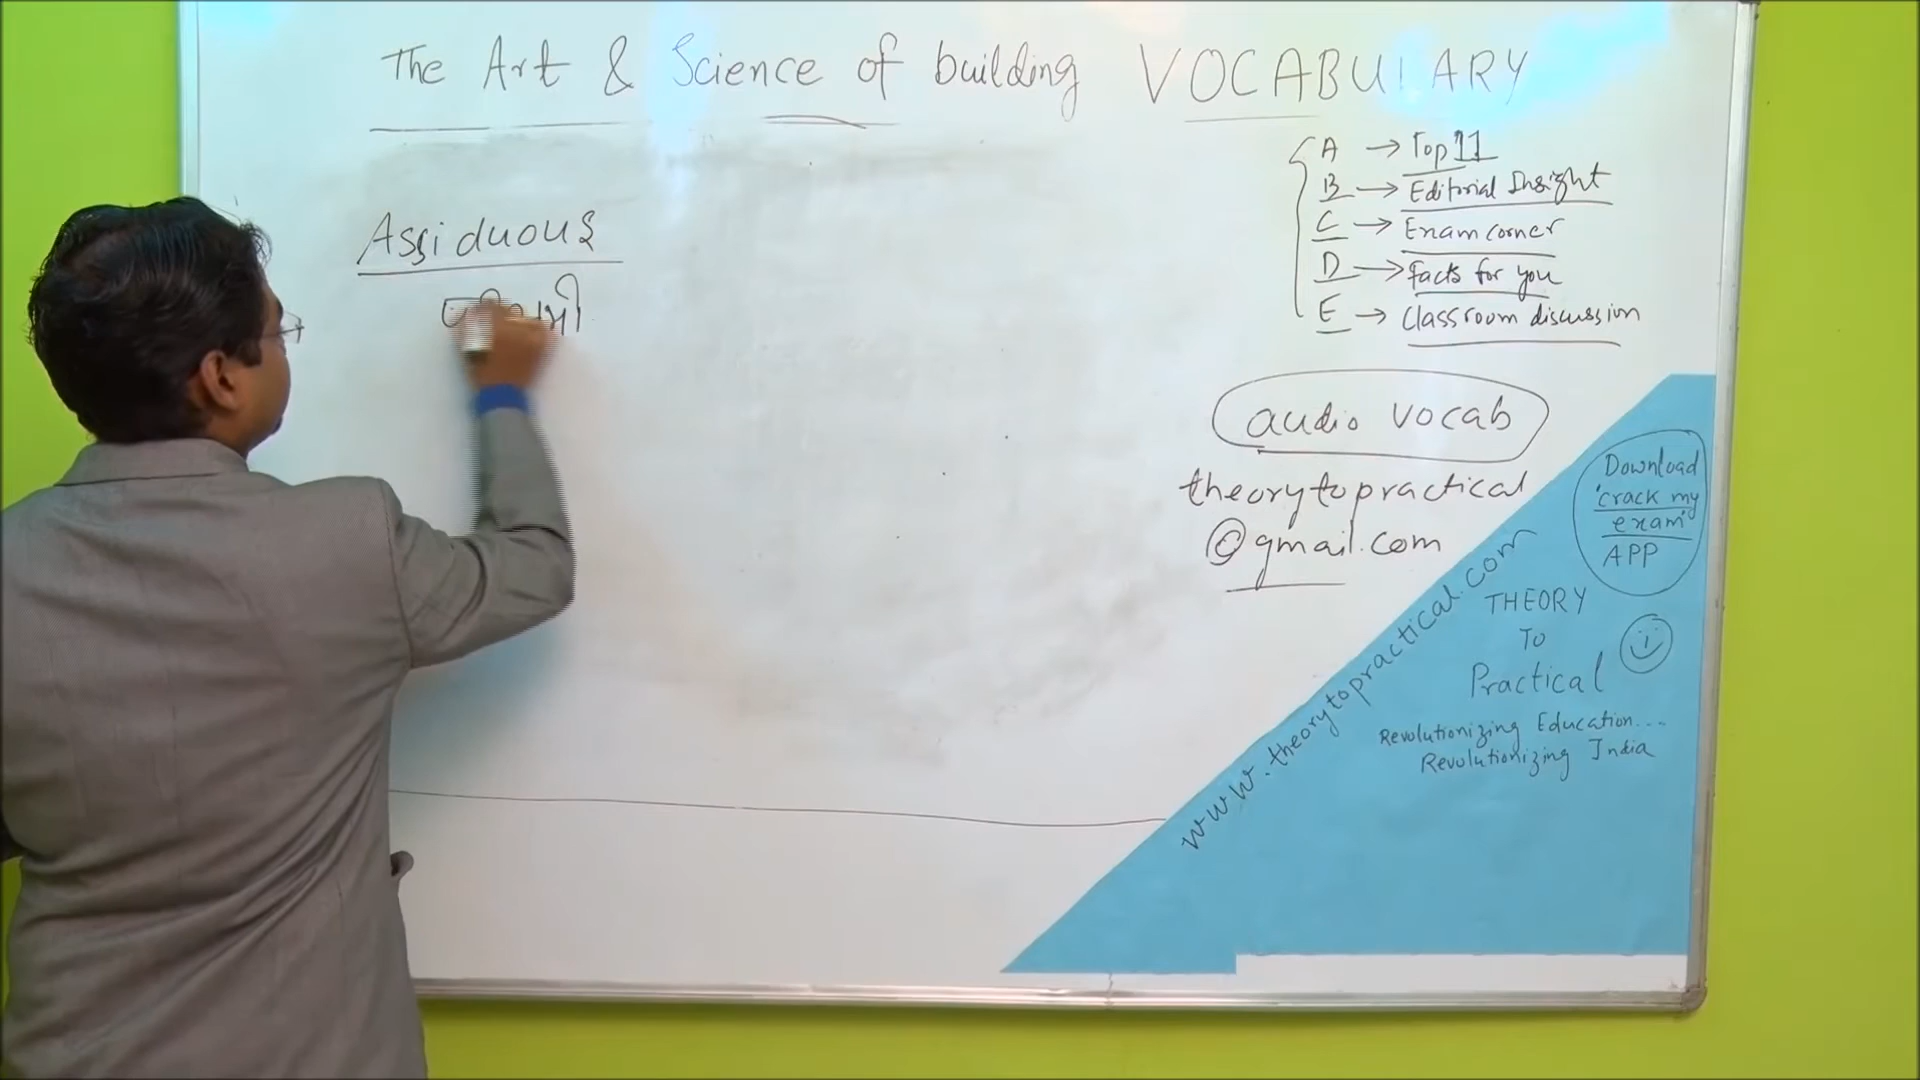 The Art & Science of building VOCABULARY
Assiduous
A → Top 11
B → Editorial Insight
C → Exam corner
D → Facts for you
E → Classroom discussion
audio vocab
theorytopractical
@gmail.com
Download
'crack my
exam'
APP
www.theorytopractical.com
THEORY
To
Practical
Revolutionizing Education...
Revolutionizing India